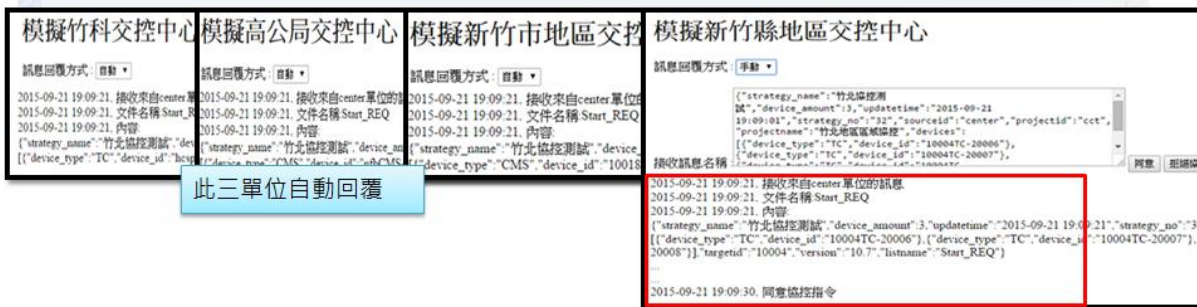 模擬竹科交控中心
訊息回覆方式: 自動
2015-09-21 19:09:21, 接收來自center單
2015-09-21 19:09:21, 文件名稱:Start_R
2015-09-21 19:09:21, 內容:
{"strategy_name":"竹北協控測試","dev
[{"device_type":"TC","device_id":"hcsp
模擬高公局交控中心
訊息回覆方式: 自動
2015-09-21 19:09:21, 接收來自center單位的
2015-09-21 19:09:21, 文件名稱:Start_REQ
2015-09-21 19:09:21, 內容:
{"strategy_name":"竹北協控測試","device_am
模擬新竹市地區交控
訊息回覆方式: 自動
2015-09-21 19:09:21, 接收來自center單位
2015-09-21 19:09:21, 文件名稱:Start_REQ
2015-09-21 19:09:21, 內容:
{"strategy_name":"竹北協控測試","device_
"device_type":"CMS","device_id":"10018
此三單位自動回覆
模擬新竹縣地區交控中心
訊息回覆方式: 手動
{"strategy_name":"竹北協控測
試","device_amount":3,"updatetime":"2015-09-21
19:09:01","strategy_no":"32","sourceid":"center","projectid":"cct",
"projectname":"竹北地區區域協控","devices":
[{"device_type":"TC","device_id":"10004TC-20006"},
{"device_type":"TC","device_id":"10004TC-20007"},
接收訊息名稱:
同意
2015-09-21 19:09:21, 接收來自center單位的訊息
2015-09-21 19:09:21, 文件名稱:Start_REQ
2015-09-21 19:09:21, 內容:
{"strategy_name":"竹北協控測試","device_amount":3,"updatetime":"2015-09-21 19:09:21","strategy_no":"3
[{"device_type":"TC","device_id":"10004TC-20006"},{"device_type":"TC","device_id":"10004TC-20007"},
20008"}],"targetid":"10004","version":"10.7","listname":"Start_REQ"}
...
2015-09-21 19:09:30, 同意協控指令